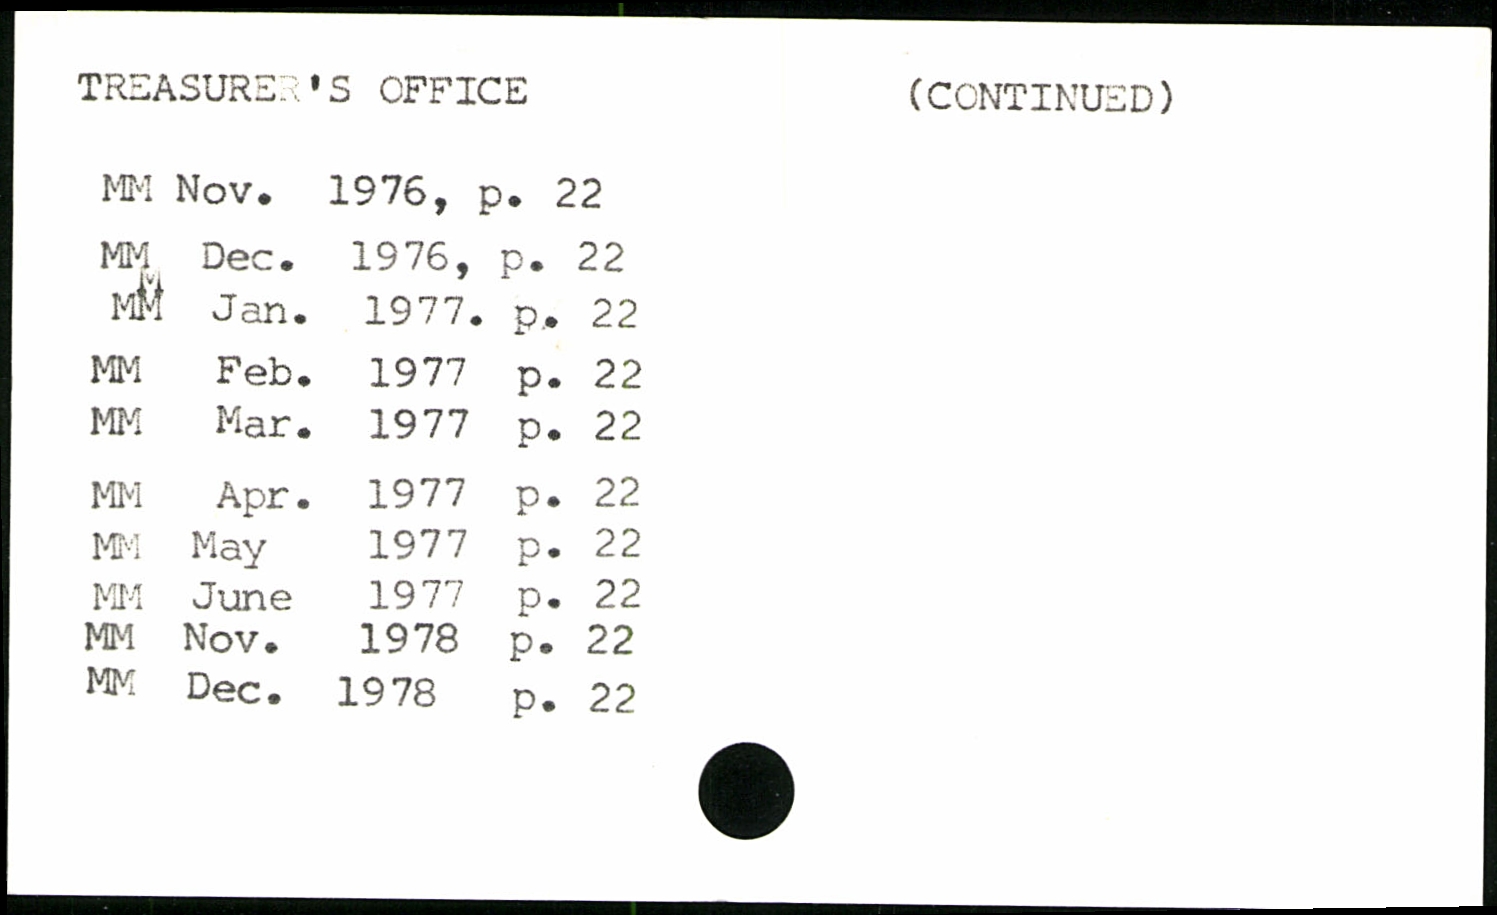 TREASURER'S OFFICE (CONTINUED)
MM Nov. 1976, p. 22
MM Dec. 1976, p. 22
M
MM Jan. 1977. p. 22
MM Feb. 1977 p. 22
MM Mar. 1977 p. 22
MM Apr. 1977 p. 22
MM May 1977 p. 22
MM June 1977 p. 22
MM Nov. 1978 p. 22
MM Dec. 1978 p. 22